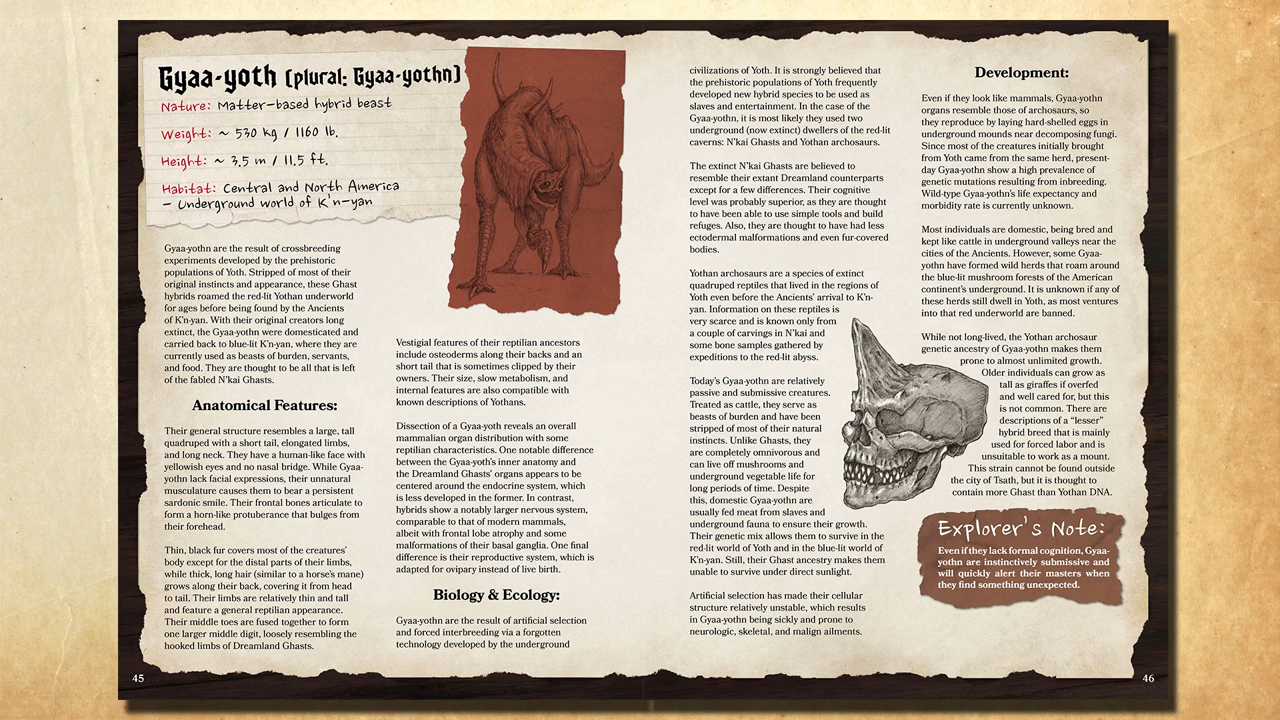 Gyaa-yoth (plural: Gyaa-yothn)
Nature: Matter-based hybrid beast
Weight: ~ 530 kg / 1160 lb.
Height: ~ 3,5 m / 11.5 ft.
Habitat: Central and North America
– Underground world of K'n-yan
Gyaa-yothn are the result of crossbreeding
experiments developed by the prehistoric
populations of Yoth. Stripped of most of their
original instincts and appearance, these Ghast
hybrids roamed the red-lit Yothan underworld
for ages before being found by the Ancients
of K'n-yan. With their original creators long
extinct, the Gyaa-yothn were domesticated and
carried back to blue-lit K'n-yan, where they are
currently used as beasts of burden, servants,
and food. They are thought to be all that is left
of the fabled N'kai Ghasts.
Anatomical Features:
Their general structure resembles a large, tall
quadruped with a short tail, elongated limbs,
and long neck. They have a human-like face with
yellowish eyes and no nasal bridge. While Gyaa-
yothn lack facial expressions, their unnatural
musculature causes them to bear a persistent
sardonic smile. Their frontal bones articulate to
form a horn-like protuberance that bulges from
their forehead.
Thin, black fur covers most of the creatures'
body except for the distal parts of their limbs,
while thick, long hair (similar to a horse's mane)
grows along their back, covering it from head
to tail. Their limbs are relatively thin and tall
and feature a general reptilian appearance.
Their middle toes are fused together to form
one larger middle digit, loosely resembling the
hooked limbs of Dreamland Ghasts.
Vestigial features of their reptilian ancestors
include osteoderms along their backs and an
short tail that is sometimes clipped by their
owners. Their size, slow metabolism, and
internal features are also compatible with
known descriptions of Yothans.
Dissection of a Gyaa-yoth reveals an overall
mammalian organ distribution with some
reptilian characteristics. One notable difference
between the Gyaa-yoth's inner anatomy and
the Dreamland Ghasts' organs appears to be
centered around the endocrine system, which
is less developed in the former. In contrast,
hybrids show a notably larger nervous system,
comparable to that of modern mammals,
albeit with frontal lobe atrophy and some
malformations of their basal ganglia. One final
difference is their reproductive system, which is
adapted for ovipary instead of live birth.
Biology & Ecology:
Gyaa-yothn are the result of artificial selection
and forced interbreeding via a forgotten
technology developed by the underground
45
civilizations of Yoth. It is strongly believed that
the prehistoric populations of Yoth frequently
developed new hybrid species to be used as
slaves and entertainment. In the case of the
Gyaa-yothn, it is most likely they used two
underground (now extinct) dwellers of the red-lit
caverns: N'kai Ghasts and Yothan archosaurs.
The extinct N'kai Ghasts are believed to
resemble their extant Dreamland counterparts
except for a few differences. Their cognitive
level was probably superior, as they are thought
to have been able to use simple tools and build
refuges. Also, they are thought to have had less
ectodermal malformations and even fur-covered
bodies.
Yothan archosaurs are a species of extinct
quadruped reptiles that lived in the regions of
Yoth even before the Ancients' arrival to K'n-
yan. Information on these reptiles is
very scarce and is known only from
a couple of carvings in N'kai and
some bone samples gathered by
expeditions to the red-lit abyss.
Today's Gyaa-yothn are relatively
passive and submissive creatures.
Treated as cattle, they serve as
beasts of burden and have been
stripped of most of their natural
instincts. Unlike Ghasts, they
are completely omnivorous and
can live off mushrooms and
underground vegetable life for
long periods of time. Despite
this, domestic Gyaa-yothn are
usually fed meat from slaves and
underground fauna to ensure their growth.
Their genetic mix allows them to survive in the
red-lit world of Yoth and in the blue-lit world of
K'n-yan. Still, their Ghast ancestry makes them
unable to survive under direct sunlight.
Artificial selection has made their cellular
structure relatively unstable, which results
in Gyaa-yothn being sickly and prone to
neurologic, skeletal, and malign ailments.
Development:
Even if they look like mammals, Gyaa-yothn
organs resemble those of archosaurs, so
they reproduce by laying hard-shelled eggs in
underground mounds near decomposing fungi.
Since most of the creatures initially brought
from Yoth came from the same herd, present-
day Gyaa-yothn show a high prevalence of
genetic mutations resulting from inbreeding.
Wild-type Gyaa-yothn's life expectancy and
morbidity rate is currently unknown.
Most individuals are domestic, being bred and
kept like cattle in underground valleys near the
cities of the Ancients. However, some Gyaa-
yothn have formed wild herds that roam around
the blue-lit mushroom forests of the American
continent's underground. It is unknown if any of
these herds still dwell in Yoth, as most ventures
into that red underworld are banned.
While not long-lived, the Yothan archosaur
genetic ancestry of Gyaa-yothn makes them
prone to almost unlimited growth.
Older individuals can grow as
tall as giraffes if overfed
and well cared for, but this
is not common. There are
descriptions of a "lesser"
hybrid breed that is mainly
used for forced labor and is
unsuitable to work as a mount.
This strain cannot be found outside
the city of Tsath, but it is thought to
contain more Ghast than Yothan DNA.
Explorer's Note:
Even if they lack formal cognition, Gyaa-
yothn are instinctively submissive and
will quickly alert their masters when
they find something unexpected.
46